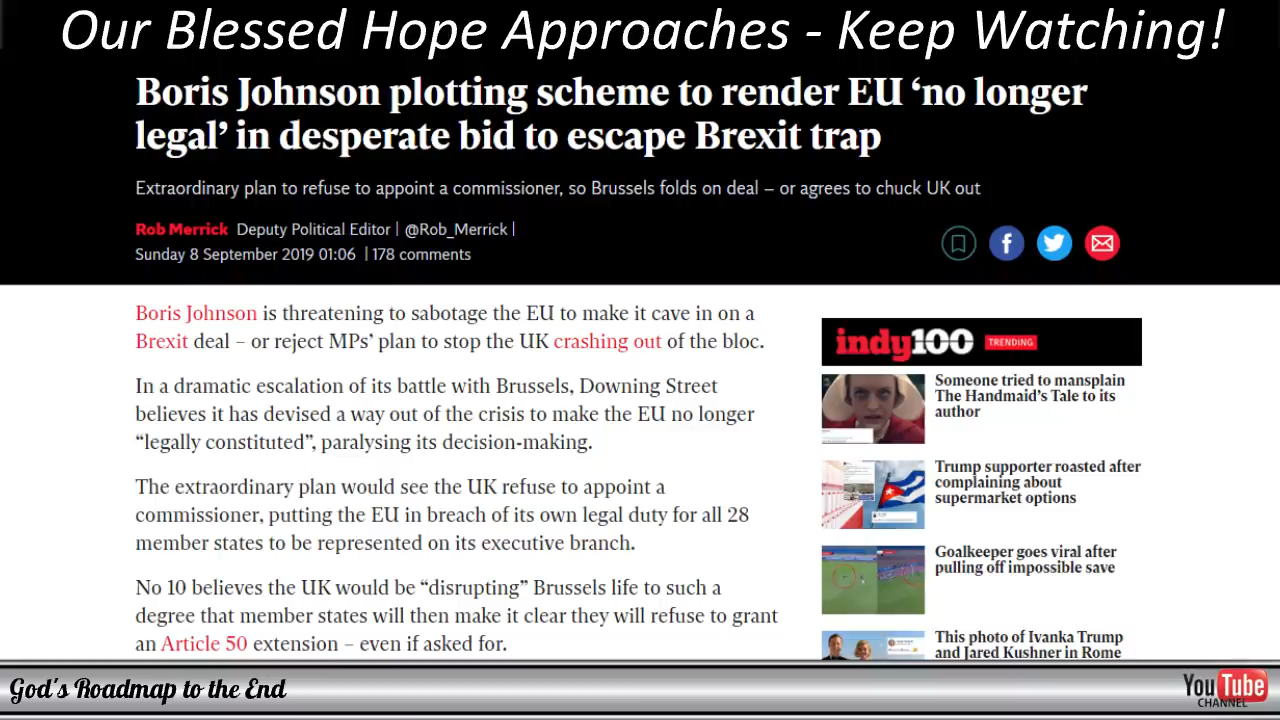 Our Blessed Hope Approaches - Keep Watching!
Boris Johnson plotting scheme to render EU ‘no longer
legal’ in desperate bid to escape Brexit trap
Extraordinary plan to refuse to appoint a commissioner, so Brussels folds on deal – or agrees to chuck UK out
Rob Merrick Deputy Political Editor | @Rob_Merrick |
Sunday 8 September 2019 01:06 | 178 comments
Boris Johnson is threatening to sabotage the EU to make it cave in on a
Brexit deal – or reject MPs’ plan to stop the UK crashing out of the bloc.
In a dramatic escalation of its battle with Brussels, Downing Street
believes it has devised a way out of the crisis to make the EU no longer
“legally constituted”, paralysing its decision-making.
The extraordinary plan would see the UK refuse to appoint a
commissioner, putting the EU in breach of its own legal duty for all 28
member states to be represented on its executive branch.
No 10 believes the UK would be “disrupting” Brussels life to such a
degree that member states will then make it clear they will refuse to grant
an Article 50 extension – even if asked for.
indy100 TRENDING
Someone tried to mansplain
The Handmaid’s Tale to its
author
Trump supporter roasted after
complaining about
supermarket options
Goalkeeper goes viral after
pulling off impossible save
This photo of Ivanka Trump
and Jared Kushner in Rome
God's Roadmap to the End
YouTube
CHANNEL